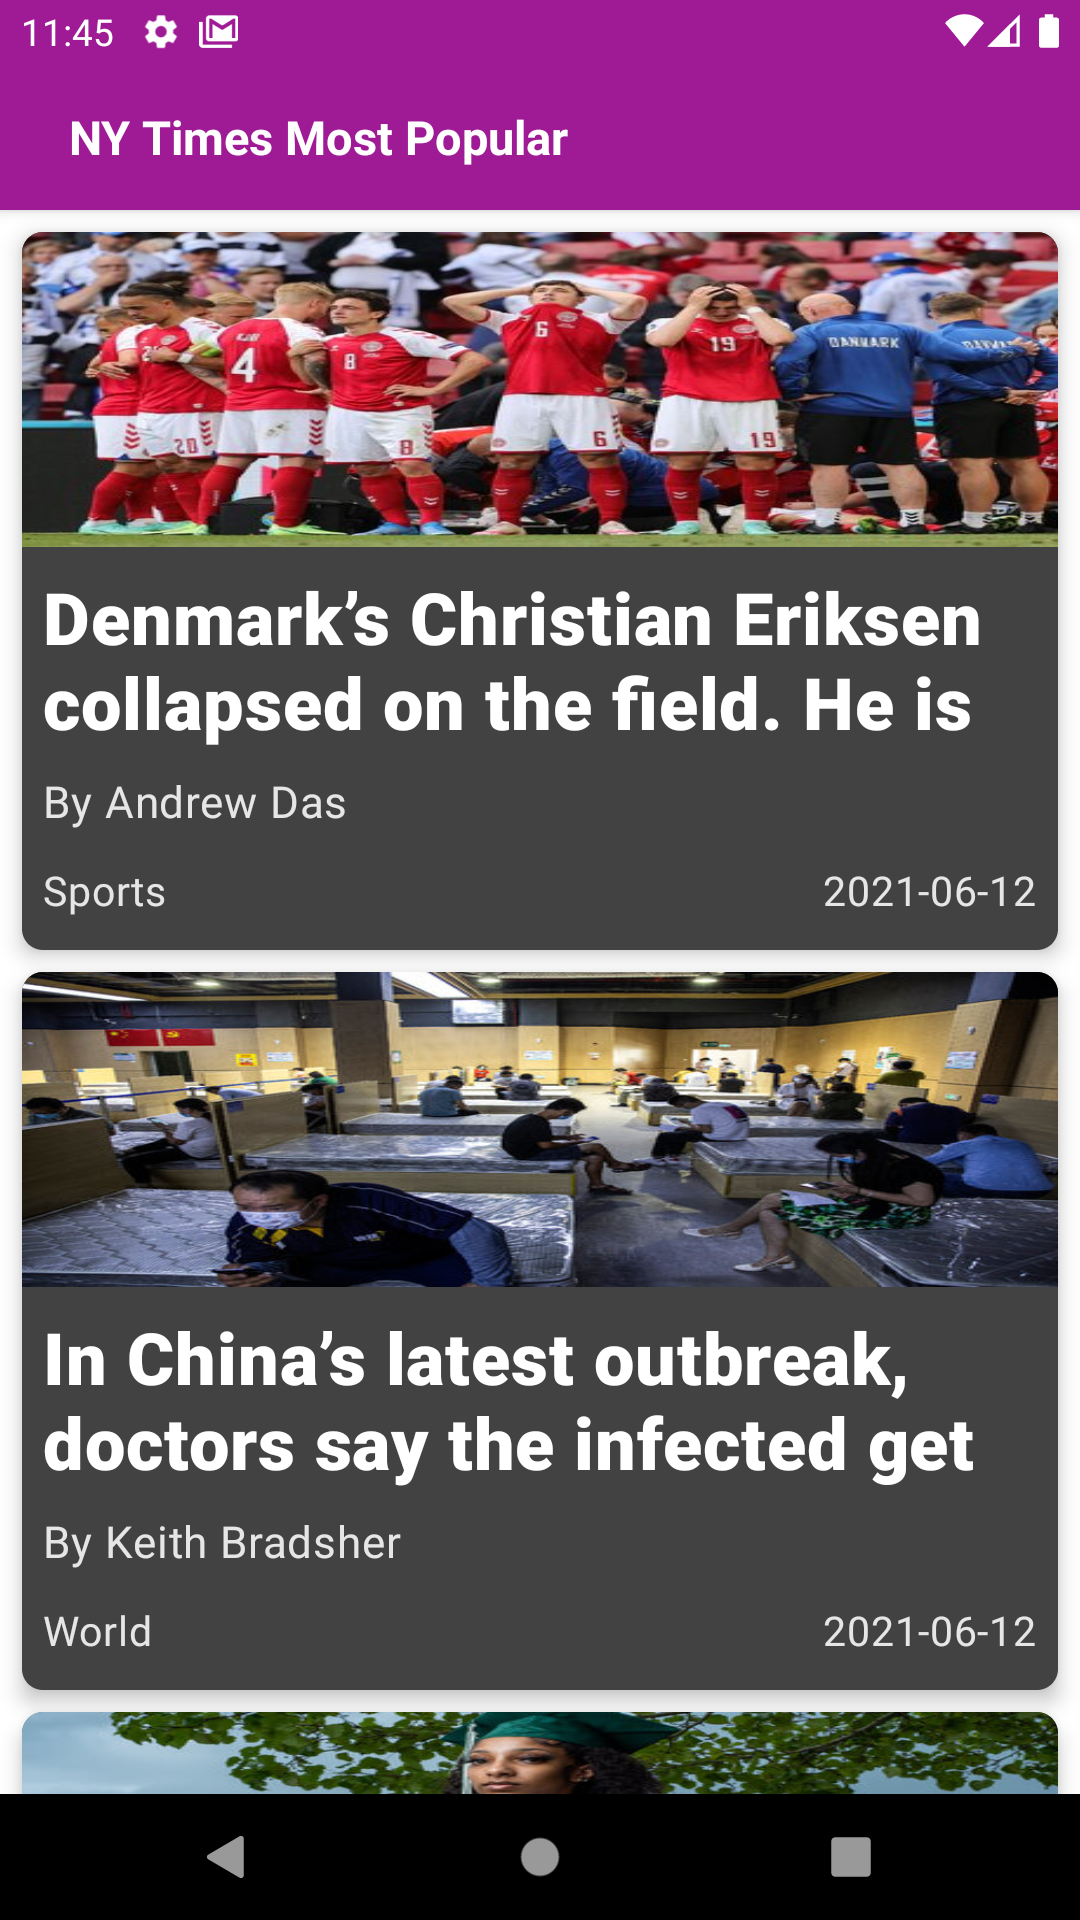 11:45
NY Times Most Popular
4
8
6
19
DANMARK
20
8
6
19
Denmark’s Christian Eriksen
collapsed on the field. He is
By Andrew Das
Sports 2021-06-12
In China’s latest outbreak,
doctors say the infected get
By Keith Bradsher
World 2021-06-12